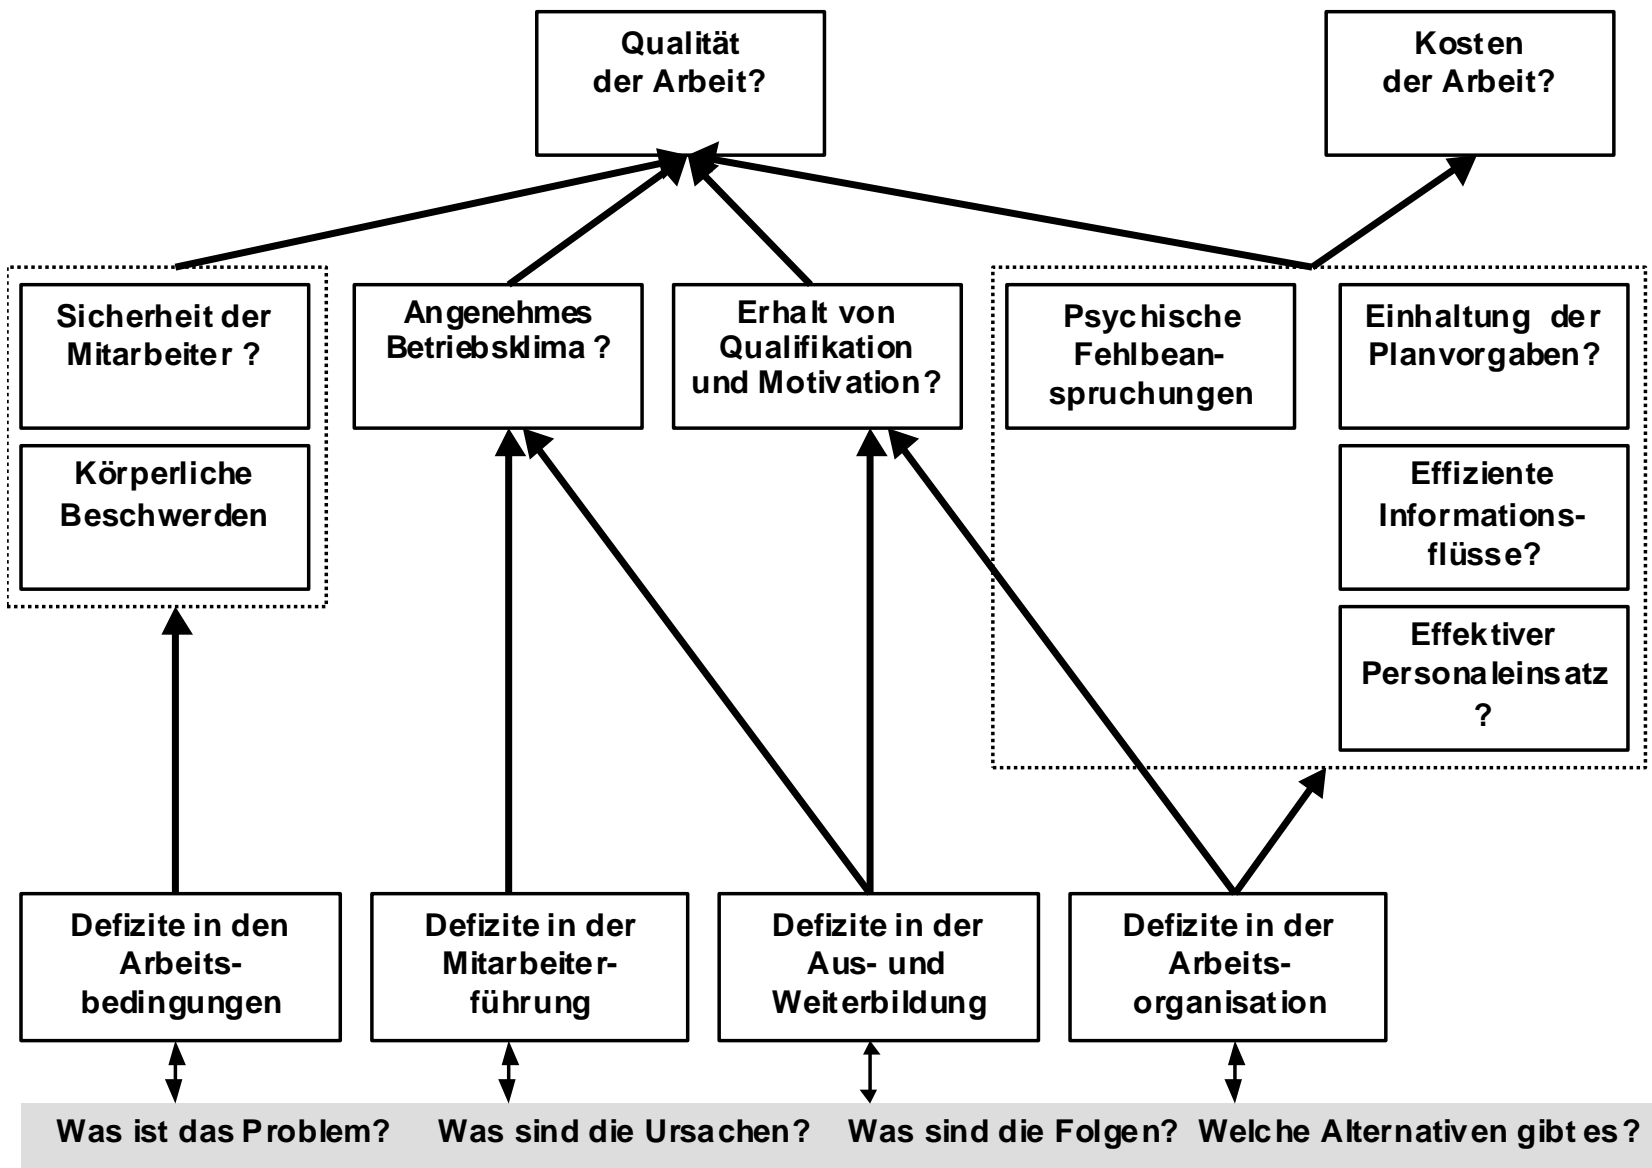 Qualität
der Arbeit?
Kosten
der Arbeit?
Sicherheit der
Mitarbeiter ?
Angenehmes
Betriebsklima ?
Erhalt von
Qualifikation
und Motivation?
Psychische
Fehlbean-
spruchungen
Einhaltung der
Planvorgaben?
Körperliche
Beschwerden
Effiziente
Informations-
flüsse?
Effektiver
Personaleinsatz
?
Defizite in den
Arbeits-
bedingungen
Defizite in der
Mitarbeiter-
führung
Defizite in der
Aus- und
Weiterbildung
Defizite in der
Arbeits-
organisation
Was ist das Problem? Was sind die Ursachen? Was sind die Folgen? Welche Alternativen gibt es?